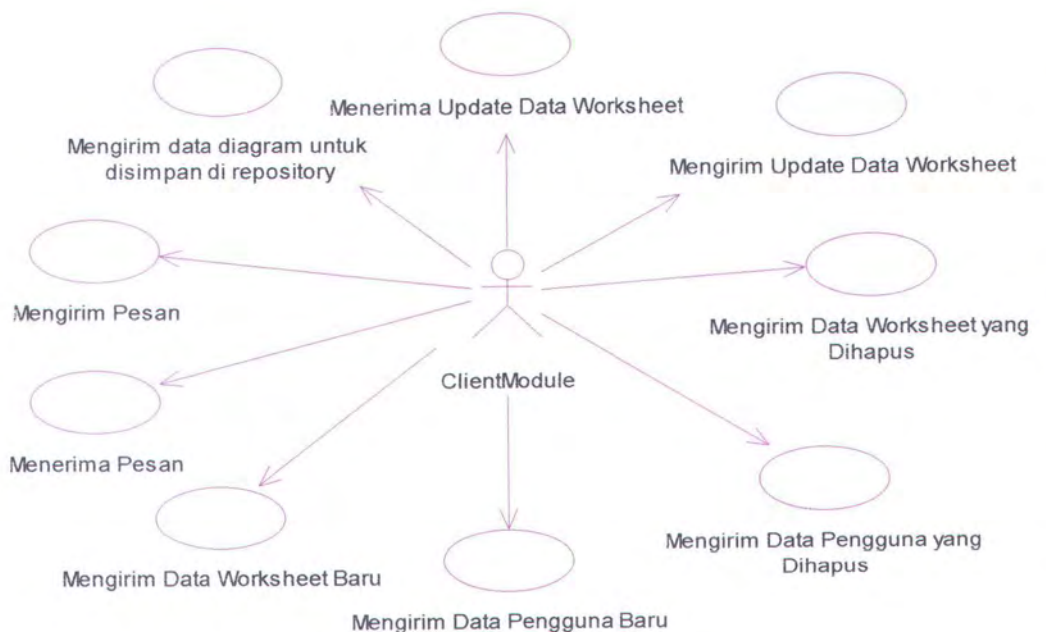 Menerima Update Data Worksheet
Mengirim data diagram untuk
disimpan di repository
Mengirim Update Data Worksheet
Mengirim Pesan
Mengirim Data Worksheet yang
Dihapus
ClientModule
Menerima Pesan
Mengirim Data Pengguna yang
Dihapus
Mengirim Data Worksheet Baru
Mengirim Data Pengguna Baru